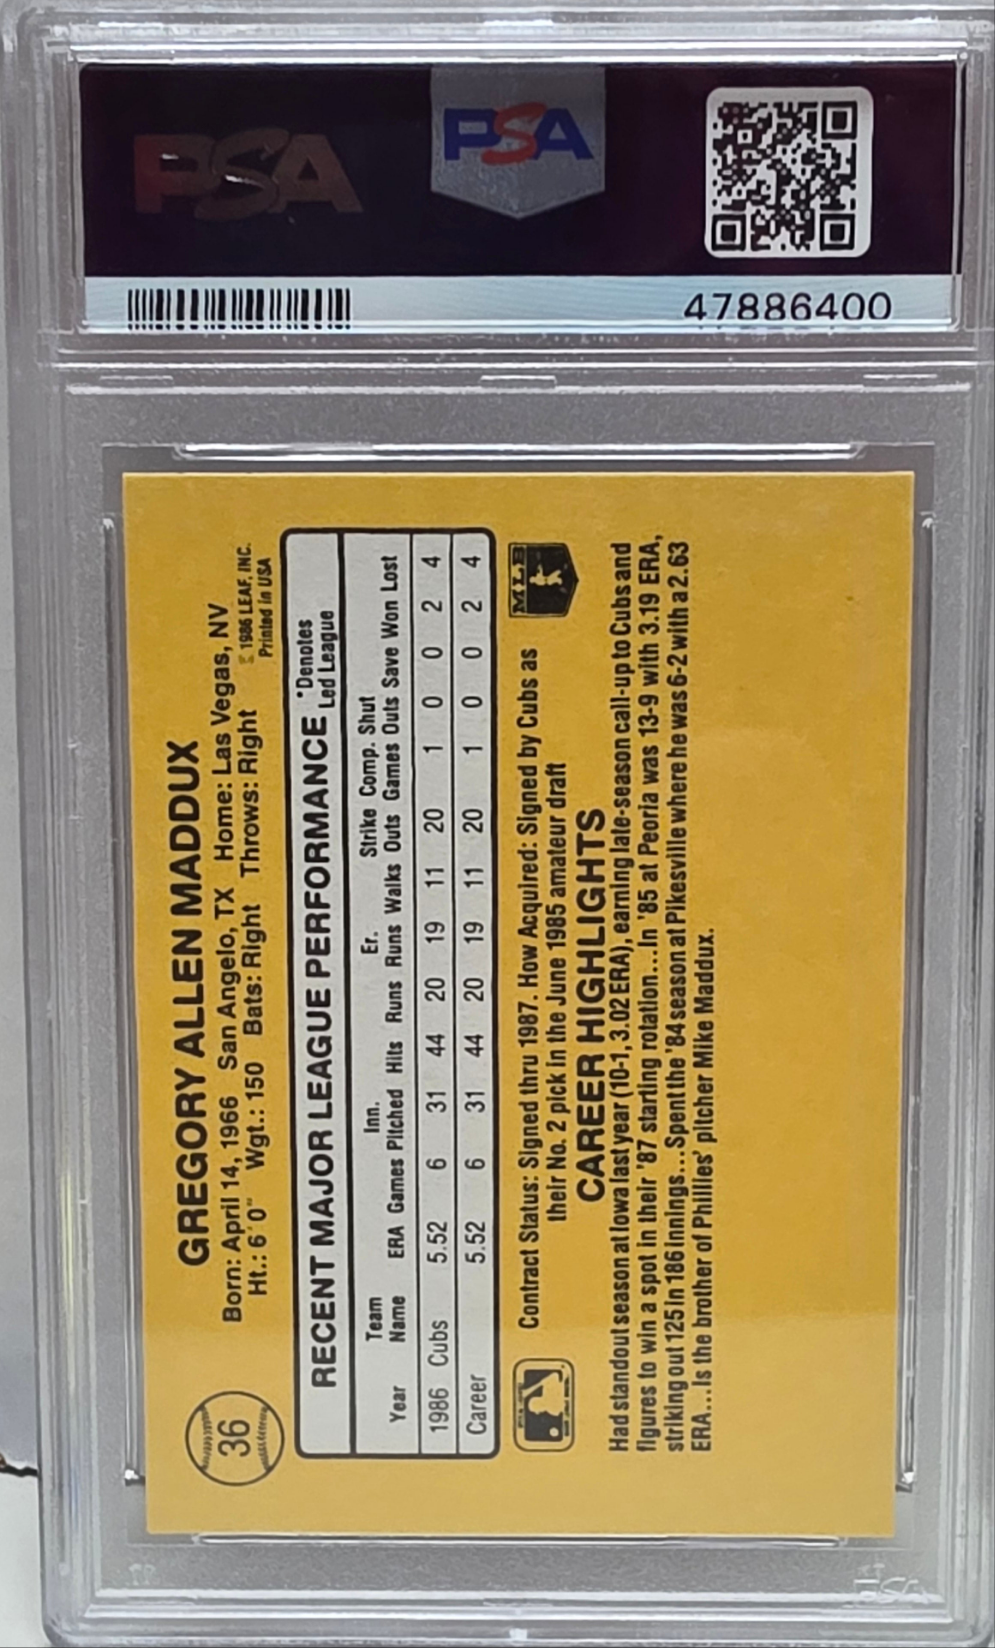 PSA
PSA
47886400
36
GREGORY ALLEN MADDUX
Born: April 14, 1966 San Angelo, TX Home: Las Vegas, NV
Ht.: 6' 0" Wgt.: 150 Bats: Right Throws: Right
© 1986 LEAF, INC.
Printed in USA
RECENT MAJOR LEAGUE PERFORMANCE
*Denotes
Led League
Team Inn. Er. Strike Comp. Shut
Year Name ERA Games Pitched Hits Runs Runs Walks Outs Games Outs Save Won Lost
1986 Cubs 5.52 6 31 44 20 19 11 20 1 0 0 2 4
Career 5.52 6 31 44 20 19 11 20 1 0 0 2 4
Contract Status: Signed thru 1987. How Acquired: Signed by Cubs as
their No. 2 pick in the June 1985 amateur draft
MLB
CAREER HIGHLIGHTS
Had standout season at Iowa last year (10-1, 3.02 ERA), earning late-season call-up to Cubs and
figures to win a spot in their '87 starting rotation...In '85 at Peoria was 13-9 with 3.19 ERA,
striking out 125 in 186 innings...Spent the '84 season at Pikesville where he was 6-2 with a 2.63
ERA...Is the brother of Phillies' pitcher Mike Maddux.